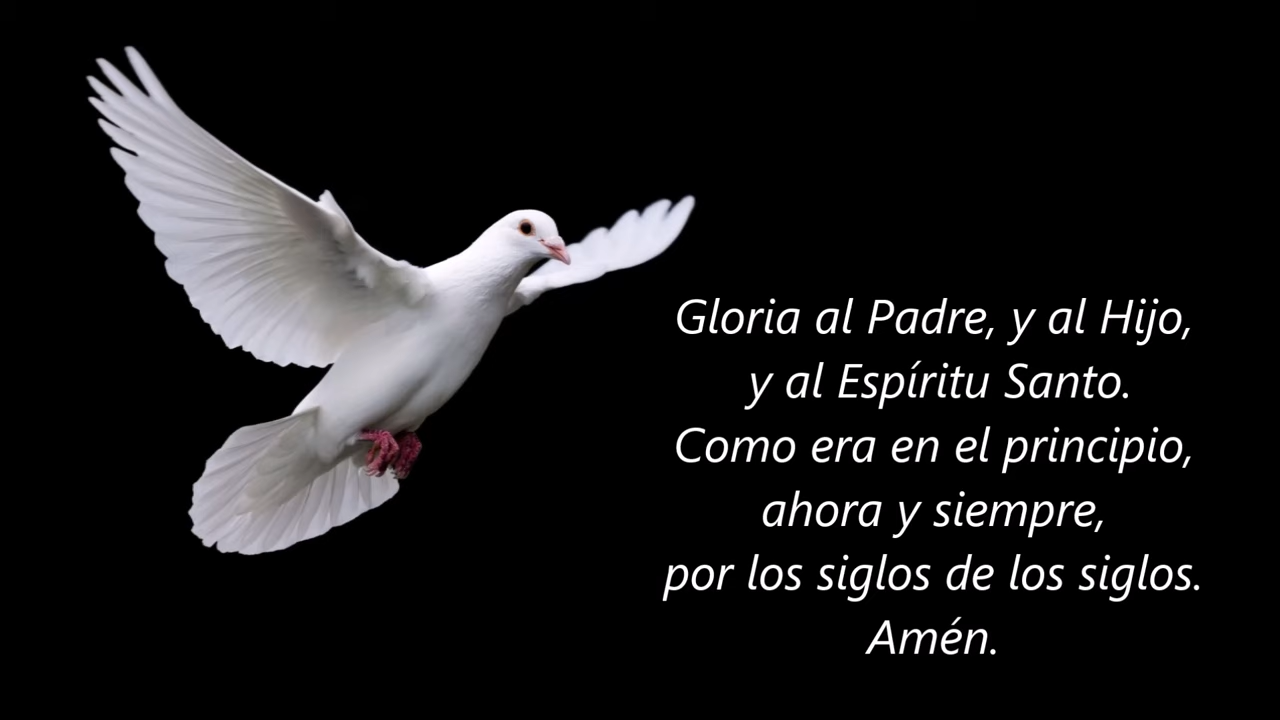 Gloria al Padre, y al Hijo,
y al Espíritu Santo.
Como era en el principio,
ahora y siempre,
por los siglos de los siglos.
Amén.